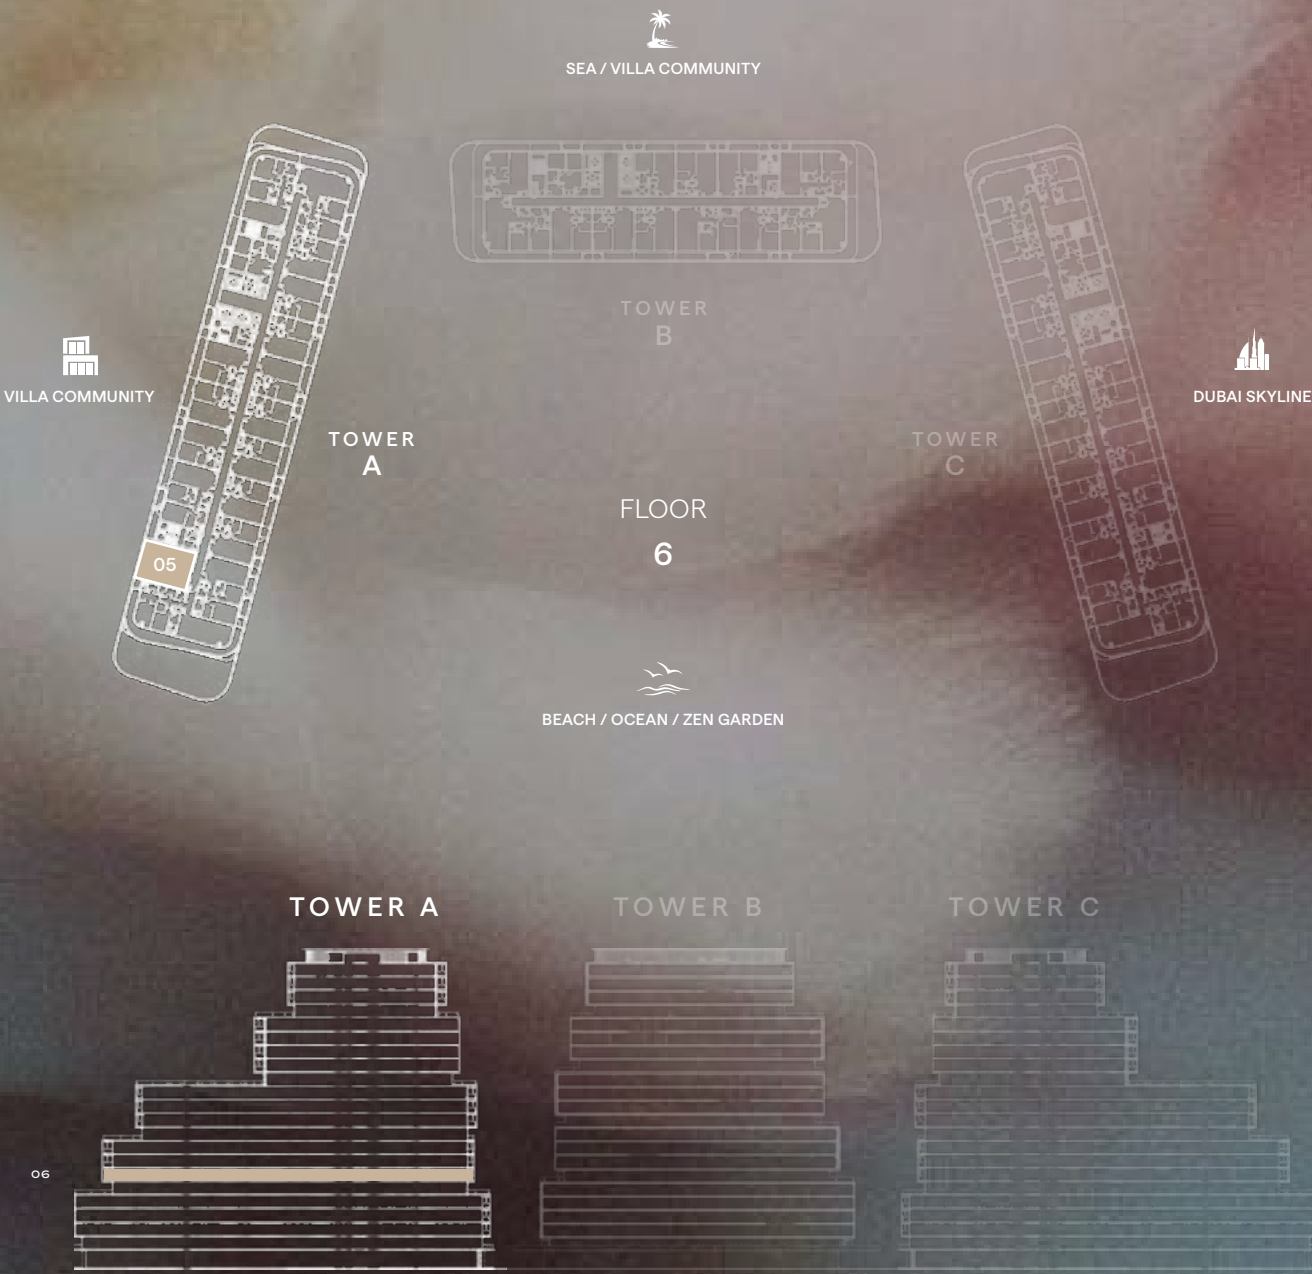 SEA / VILLA COMMUNITY
TOWER
B
VILLA COMMUNITY
DUBAI SKYLINE
TOWER
A
TOWER
C
FLOOR
6
05
BEACH / OCEAN / ZEN GARDEN
TOWER A
TOWER B
TOWER C
06